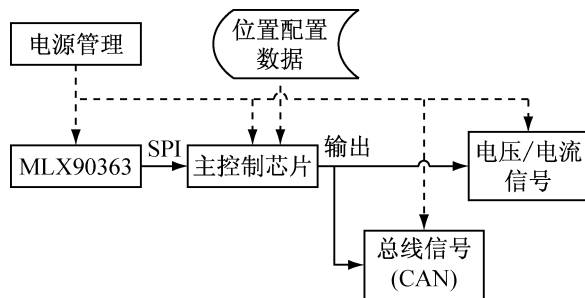 电源管理
位置配置
数据
MLX90363
SPI
主控制芯片
输出
电压/电流
信号
总线信号
(CAN)